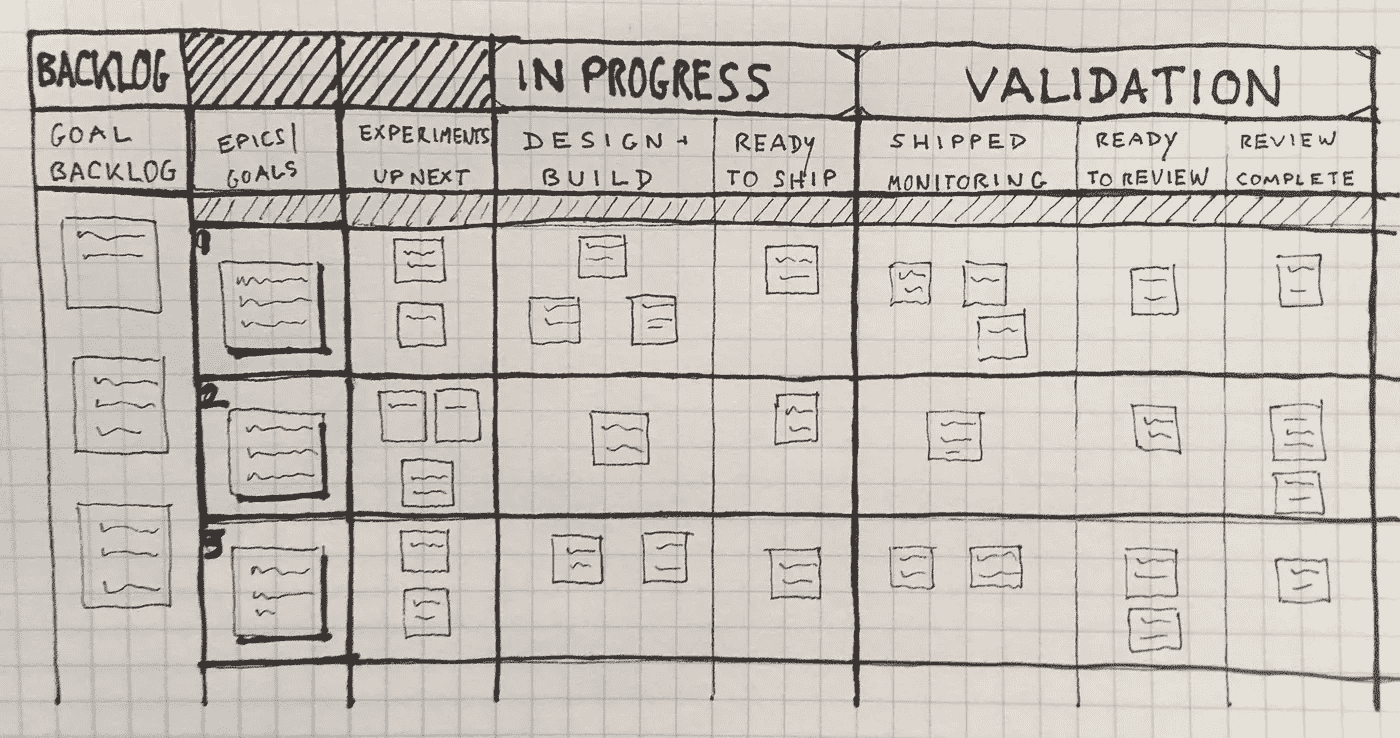 BACKLOG
IN PROGRESS
VALIDATION
GOAL
BACKLOG
EPICS/
GOALS
EXPERIMENTS
UP NEXT
DESIGN +
BUILD
READY
TO SHIP
SHIPPED
MONITORING
READY
TO REVIEW
REVIEW
COMPLETE
1
2
3